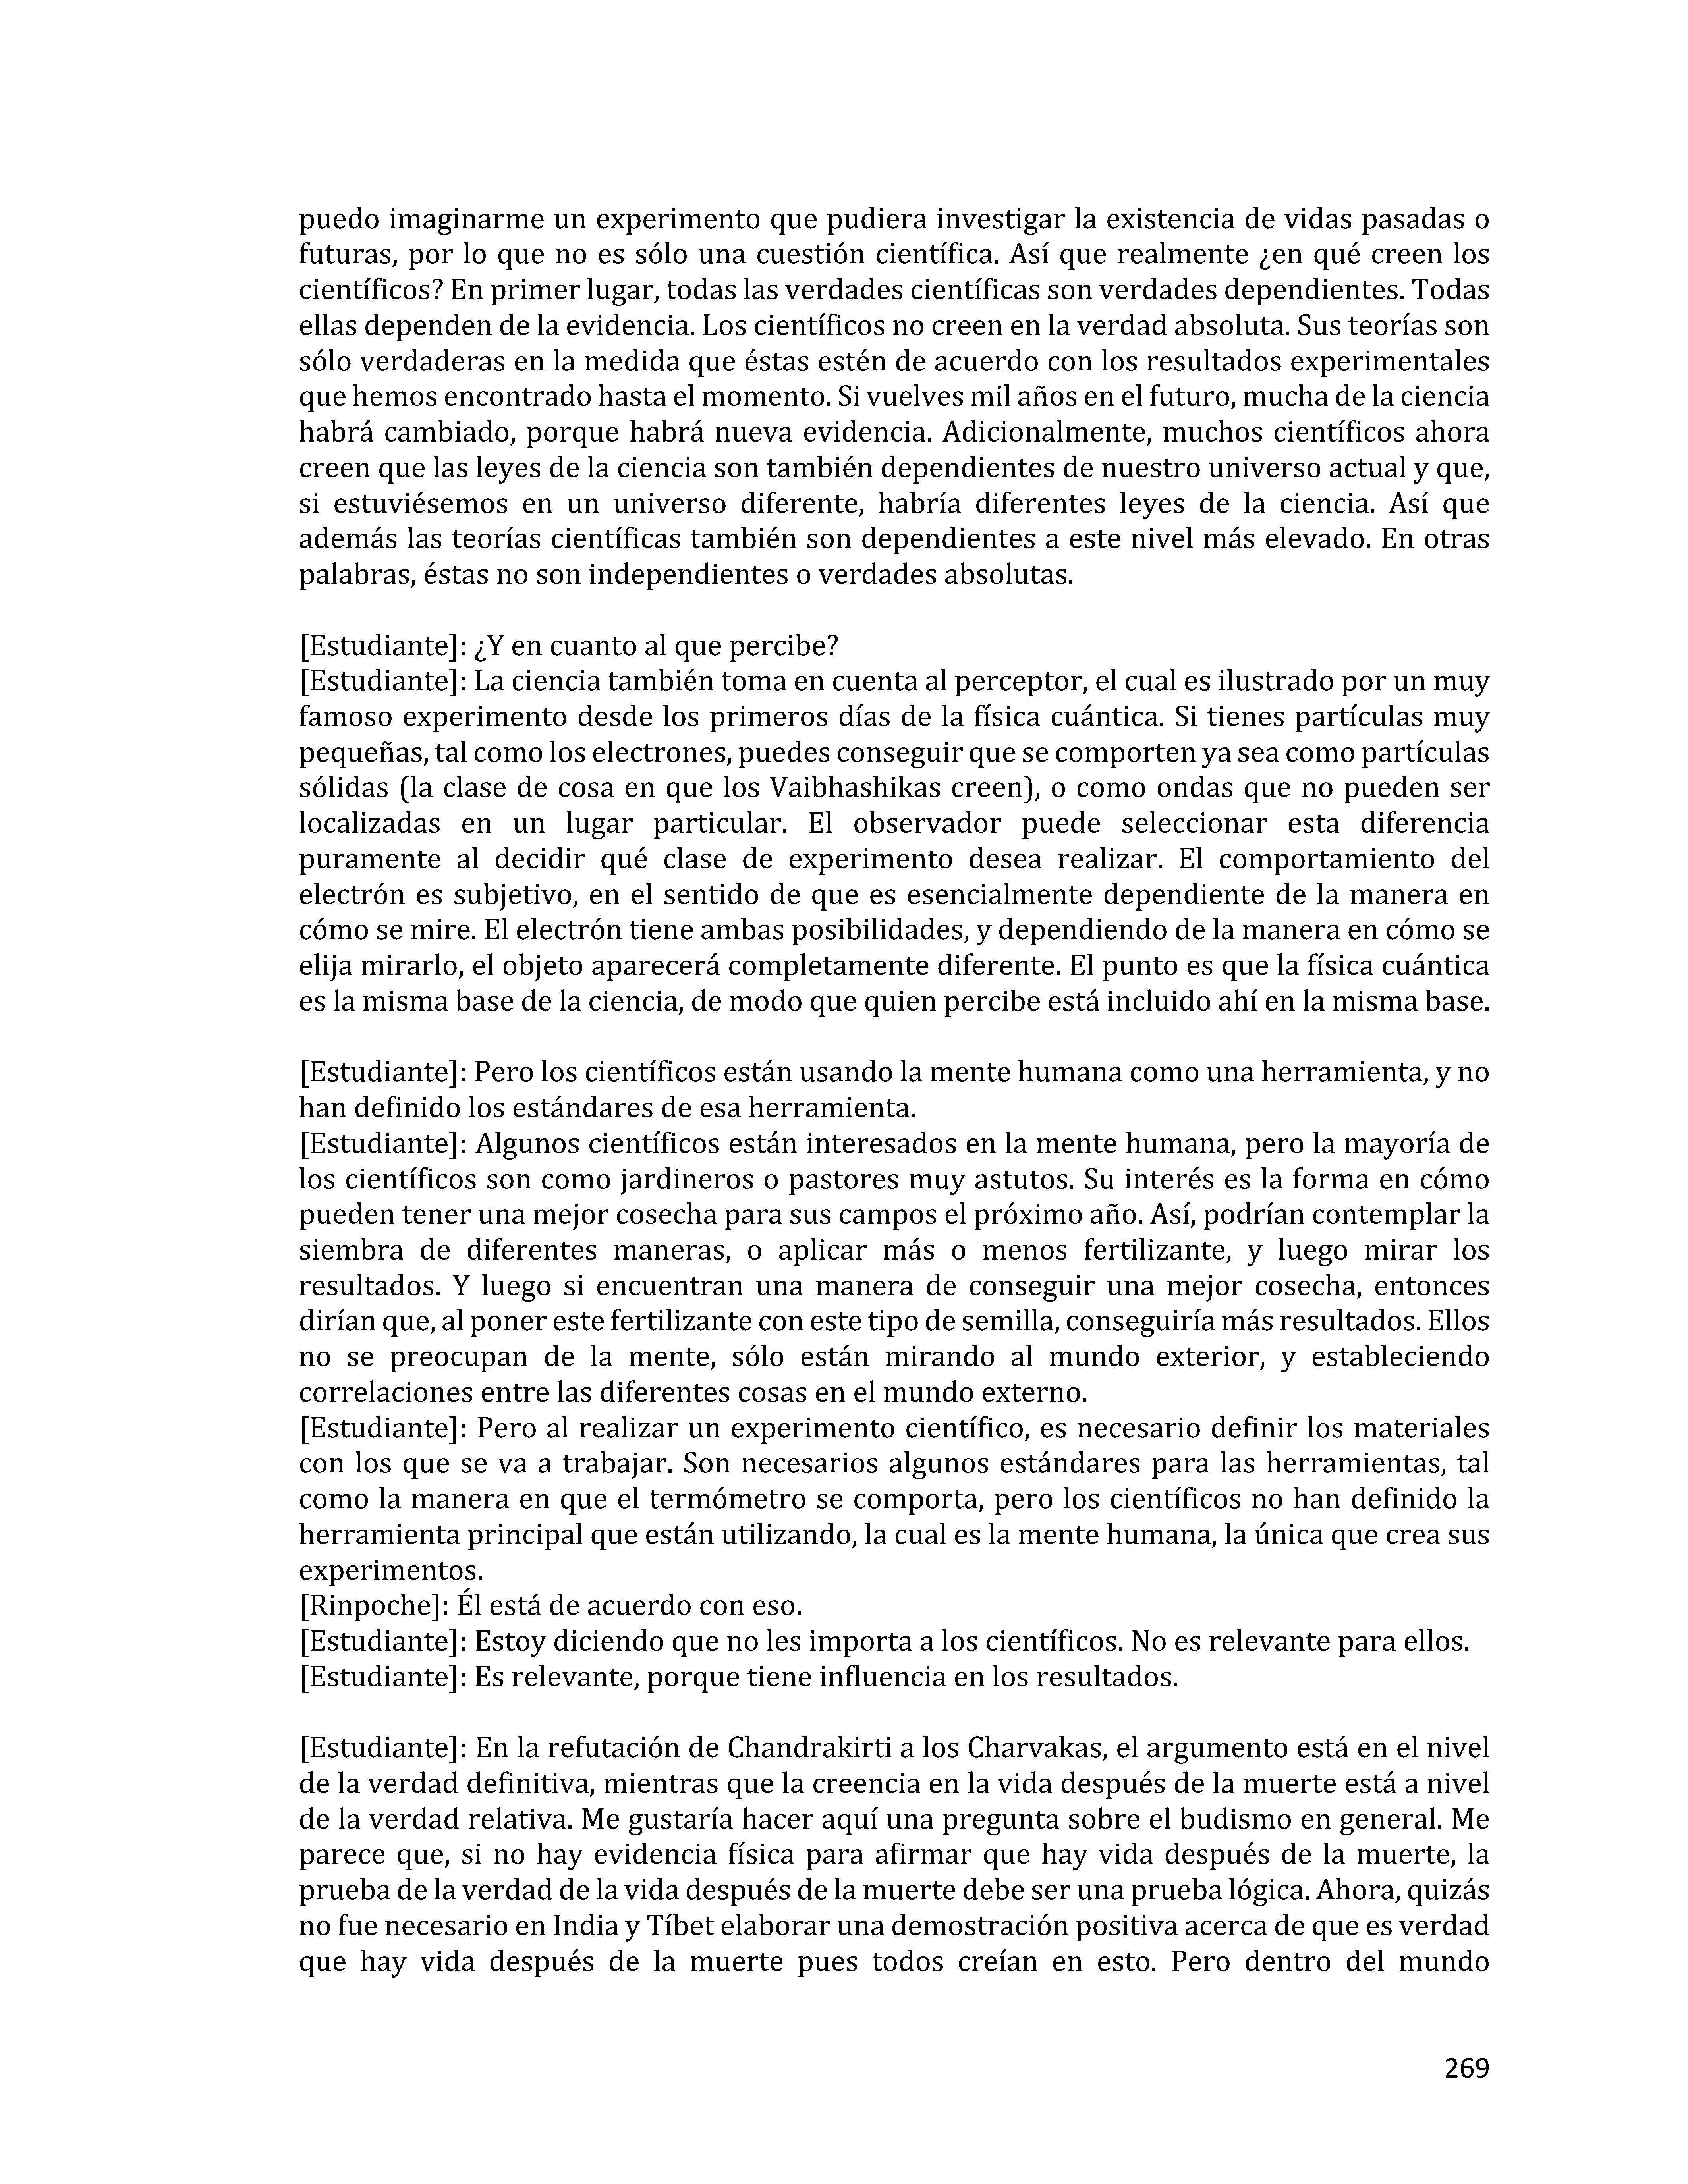 puedo imaginarme un experimento que pudiera investigar la existencia de vidas pasadas o
futuras, por lo que no es sólo una cuestión científica. Así que realmente ¿en qué creen los
científicos? En primer lugar, todas las verdades científicas son verdades dependientes. Todas
ellas dependen de la evidencia. Los científicos no creen en la verdad absoluta. Sus teorías son
sólo verdaderas en la medida que éstas estén de acuerdo con los resultados experimentales
que hemos encontrado hasta el momento. Si vuelves mil años en el futuro, mucha de la ciencia
habrá cambiado, porque habrá nueva evidencia. Adicionalmente, muchos científicos ahora
creen que las leyes de la ciencia son también dependientes de nuestro universo actual y que,
si estuviésemos en un universo diferente, habría diferentes leyes de la ciencia. Así que
además las teorías científicas también son dependientes a este nivel más elevado. En otras
palabras, éstas no son independientes o verdades absolutas.
[Estudiante]: ¿Y en cuanto al que percibe?
[Estudiante]: La ciencia también toma en cuenta al perceptor, el cual es ilustrado por un muy
famoso experimento desde los primeros días de la física cuántica. Si tienes partículas muy
pequeñas, tal como los electrones, puedes conseguir que se comporten ya sea como partículas
sólidas (la clase de cosa en que los Vaibhashikas creen), o como ondas que no pueden ser
localizadas en un lugar particular. El observador puede seleccionar esta diferencia
puramente al decidir qué clase de experimento desea realizar. El comportamiento del
electrón es subjetivo, en el sentido de que es esencialmente dependiente de la manera en
cómo se mire. El electrón tiene ambas posibilidades, y dependiendo de la manera en cómo se
elija mirarlo, el objeto aparecerá completamente diferente. El punto es que la física cuántica
es la misma base de la ciencia, de modo que quien percibe está incluido ahí en la misma base.
[Estudiante]: Pero los científicos están usando la mente humana como una herramienta, y no
han definido los estándares de esa herramienta.
[Estudiante]: Algunos científicos están interesados en la mente humana, pero la mayoría de
los científicos son como jardineros o pastores muy astutos. Su interés es la forma en cómo
pueden tener una mejor cosecha para sus campos el próximo año. Así, podrían contemplar la
siembra de diferentes maneras, o aplicar más o menos fertilizante, y luego mirar los
resultados. Y luego si encuentran una manera de conseguir una mejor cosecha, entonces
dirían que, al poner este fertilizante con este tipo de semilla, conseguiría más resultados. Ellos
no se preocupan de la mente, sólo están mirando al mundo exterior, y estableciendo
correlaciones entre las diferentes cosas en el mundo externo.
[Estudiante]: Pero al realizar un experimento científico, es necesario definir los materiales
con los que se va a trabajar. Son necesarios algunos estándares para las herramientas, tal
como la manera en que el termómetro se comporta, pero los científicos no han definido la
herramienta principal que están utilizando, la cual es la mente humana, la única que crea sus
experimentos.
[Rinpoche]: Él está de acuerdo con eso.
[Estudiante]: Estoy diciendo que no les importa a los científicos. No es relevante para ellos.
[Estudiante]: Es relevante, porque tiene influencia en los resultados.
[Estudiante]: En la refutación de Chandrakirti a los Charvakas, el argumento está en el nivel
de la verdad definitiva, mientras que la creencia en la vida después de la muerte está a nivel
de la verdad relativa. Me gustaría hacer aquí una pregunta sobre el budismo en general. Me
parece que, si no hay evidencia física para afirmar que hay vida después de la muerte, la
prueba de la verdad de la vida después de la muerte debe ser una prueba lógica. Ahora, quizás
no fue necesario en India y Tíbet elaborar una demostración positiva acerca de que es verdad
que hay vida después de la muerte pues todos creían en esto. Pero dentro del mundo
269